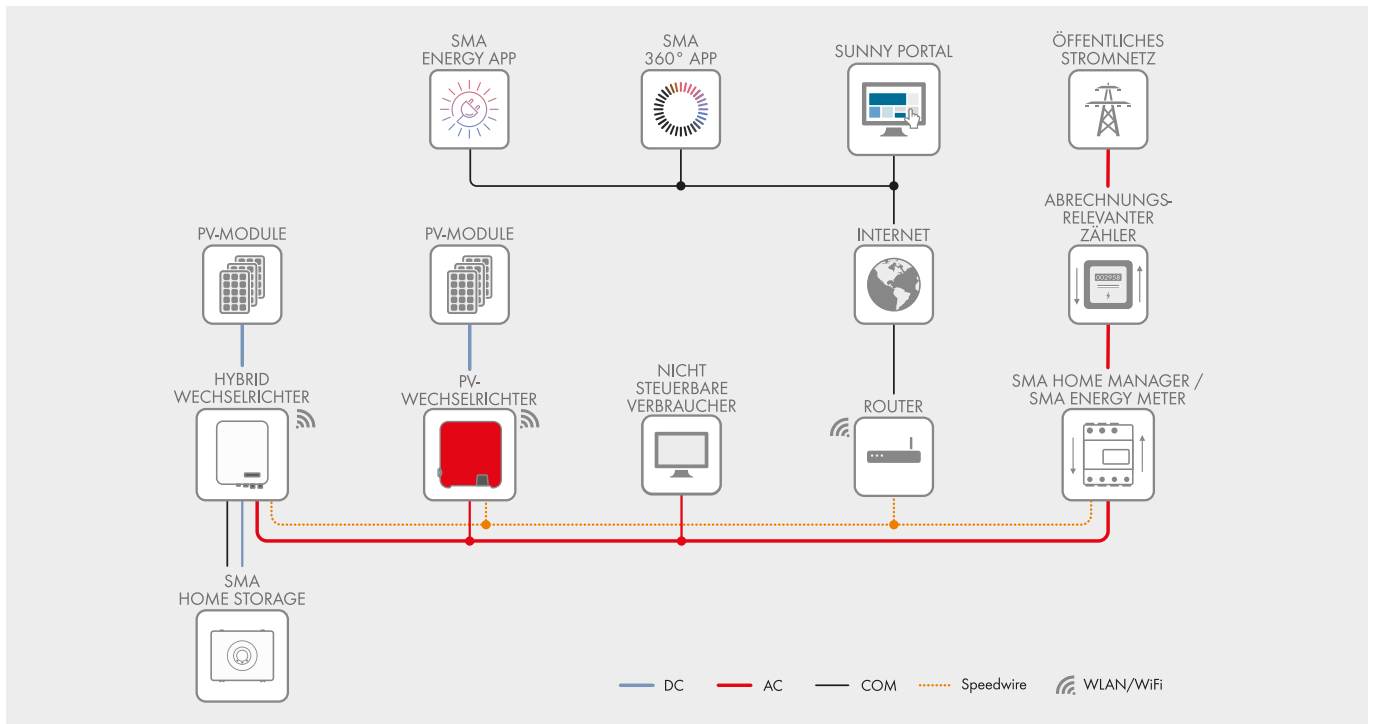 SMA
ENERGY APP
SMA
360° APP
SUNNY PORTAL
ÖFFENTLICHES
STROMNETZ
PV-MODULE
PV-MODULE
INTERNET
ABRECHNUNGS-
RELEVANTER
ZÄHLER
002958
HYBRID
WECHSELRICHTER
PV-
WECHSELRICHTER
NICHT
STEUERBARE
VERBRAUCHER
ROUTER
SMA HOME MANAGER /
SMA ENERGY METER
SMA
HOME STORAGE
DC
AC
COM
Speedwire
WLAN/WiFi